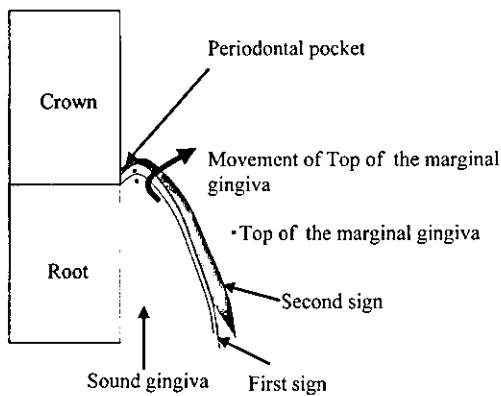 Periodontal pocket
Crown
Movement of Top of the marginal
gingiva
•Top of the marginal gingiva
Root
Second sign
Sound gingiva
First sign